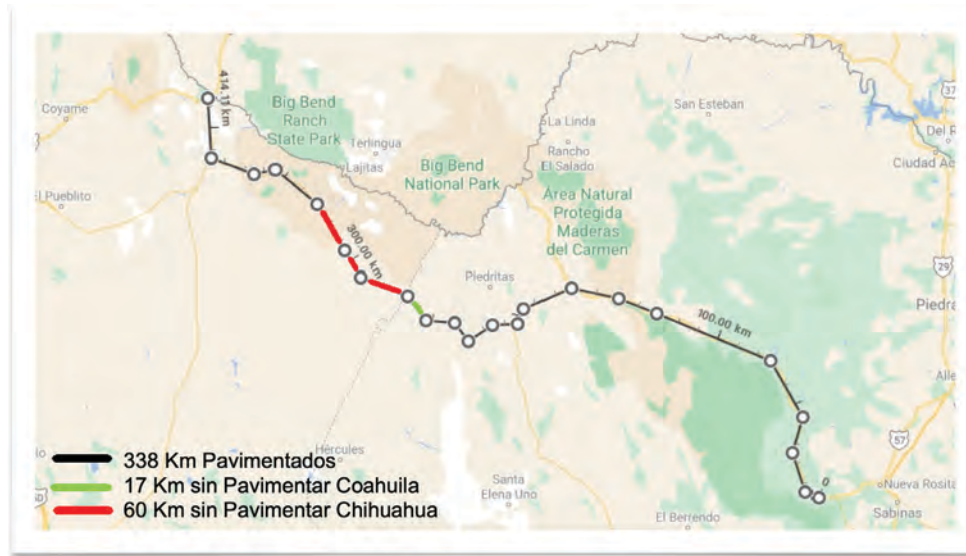 414.11 km
Coyame
Big Bend
Ranch
State Park
Terlingua
Lajitas
El Pueblito
Big Bend
National Park
La Linda
Rancho
El Salado
San Esteban
37
Del R
Ciudad Ac
Área Natural
Protegida
Maderas
del Carmen
300.00 km
Piedritas
29
Piedra
100.00 km
Alle
57
Hércules
Santa
Elena Uno
El Berrendo
0
Nueva Rosita
Sabinas
338 Km Pavimentados
17 Km sin Pavimentar Coahuila
60 Km sin Pavimentar Chihuahua